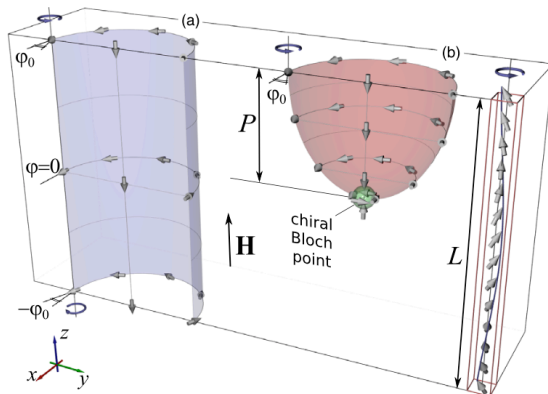 (a)
(b)
φ₀
φ₀
P
φ=0
L
chiral
Bloch
point
H
−φ₀
z
x
y